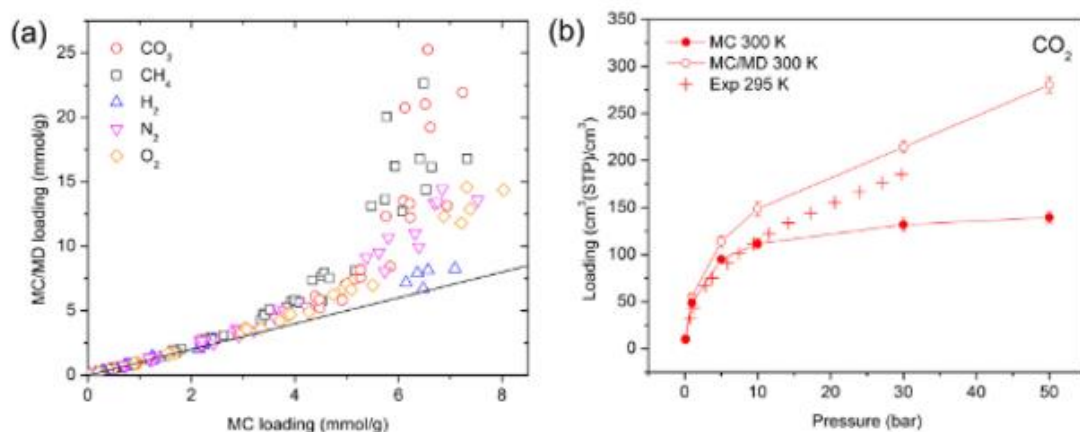 (a)
25
20
15
10
5
0
MC/MD loading (mmol/g)
CO₂
CH₄
H₂
N₂
O₂
0 2 4 6 8
MC loading (mmol/g)
(b)
350
300
250
200
150
100
50
0
Loading (cm³(STP)/cm³)
MC 300 K
MC/MD 300 K
Exp 295 K
CO₂
0 10 20 30 40 50
Pressure (bar)